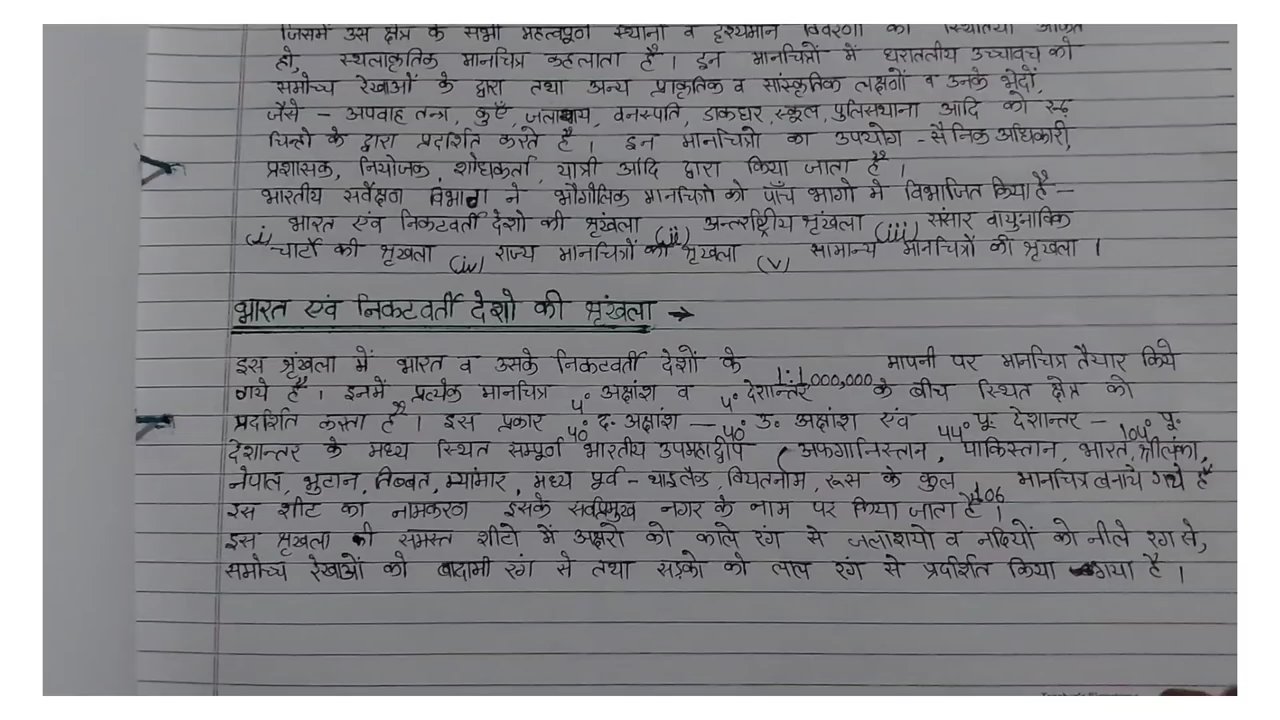 जिसमें उस क्षेत्र के सभी महत्वपूर्ण स्थानों व दृश्यमान विवरणों की स्थितियाँ अंकित
हो, स्थलाकृतिक मानचित्र कहलाता है। इन मानचित्रों में धरातलीय उच्चावच को
समोच्च रेखाओं के द्वारा तथा अन्य प्राकृतिक व सांस्कृतिक लक्षणों व उनके भेदों,
जैसे - अपवाह तन्त्र, कुएँ, जलाशय, वनस्पति, डाकघर, स्कूल, पुलिसथाना आदि को रूढ़
चिन्हो के द्वारा प्रदर्शित करते है। इन मानचित्रो का उपयोग - सैनिक अधिकारी,
प्रशासक, नियोजक, शोधकर्ता, यात्री आदि द्वारा किया जाता है।
भारतीय सर्वेक्षण विभाग ने भौगोलिक मानचित्रो को पाँच भागो मे विभाजित किया है -
(i) भारत एंव निकटवर्ती देशो की श्रृंखला (ii) अन्तर्राष्ट्रिय श्रृंखला (iii) संसार वायुमानिक
चार्टो की श्रृखला (iv) राज्य मानचित्रों की श्रृखला (v) सामान्य मानचित्रों की श्रृखला।
भारत एंव निकटवर्ती देशो की श्रृंखला →
इस श्रृंखला में भारत व उसके निकटवर्ती देशों के 1:1,000,000 मापनी पर मानचित्र तैयार किये
गये है। इनमें प्रत्येक मानचित्र 4° अक्षांश व 4° देशान्तर के बीच स्थित क्षेत्र को
प्रदर्शित करता है। इस प्रकार 40° द. अक्षांश - 40° उ. अक्षांश एंव 44° पू. देशान्तर - 104° पू.
देशान्तर के मध्य स्थित सम्पूर्ण भारतीय उपमहाद्वीप ( अफगानिस्तान, पाकिस्तान, भारत, श्रीलंका,
नेपाल, भुटान, तिब्बत, म्यांमार, मध्य पूर्व - थाइलैंड, वियतनाम, रूस के कुल 106 मानचित्र बनाये गये है
इस शीट का नामकरण इसके सर्वप्रमुख नगर के नाम पर किया जाता है।
इस श्रृखला की समस्त शीटो में अक्षरो को काले रंग से जलाशयो व नदियों को नीले रंग से,
समोच्च रेखाओं को बादामी रंग से तथा सड़को को लाल रंग से प्रदर्शित किया गया है।